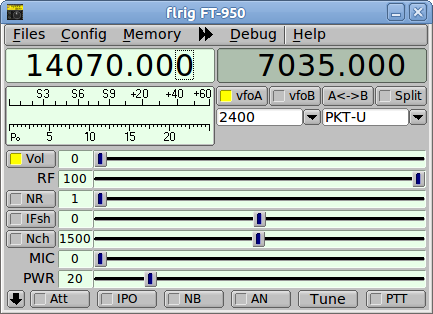 flrig FT-950
Files Config Memory Debug Help
14070.000 7035.000
S3 S6 S9 +20 +40 +60
Po 5 10 15 20
vfoA vfoB A<->B Split
2400 PKT-U
Vol 0
RF 100
NR 1
IFsh 0
Nch 1500
MIC 0
PWR 20
Att IPO NB AN Tune PTT